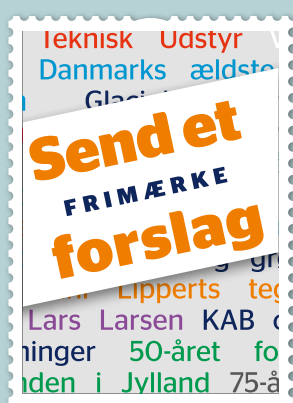 Teknisk Udstyr
Danmarks ældste
Send et
FRIMÆRKE
forslag
Lipperts
Lars Larsen KAB
50-året
i Jylland 75-å